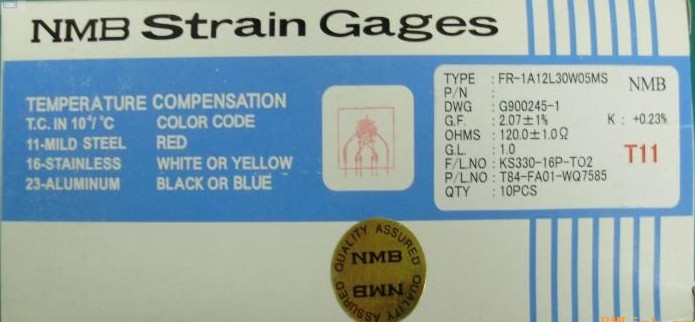 NMB Strain Gages
TEMPERATURE COMPENSATION
T.C. IN 10⁻⁶/ °C COLOR CODE
11-MILD STEEL RED
16-STAINLESS WHITE OR YELLOW
23-ALUMINUM BLACK OR BLUE
TYPE : FR-1A12L30W05MS NMB
P/N :
DWG : G900245-1
G.F. : 2.07±1% K : +0.23%
OHMS : 120.0±1.0Ω
G.L. : 1.0 T11
F/L.NO : KS330-16P-TO2
P/L.NO : T84-FA01-WQ7585
QTY : 10PCS
QUALITY ASSURED
NMB
NMB
QUALITY ASSURED